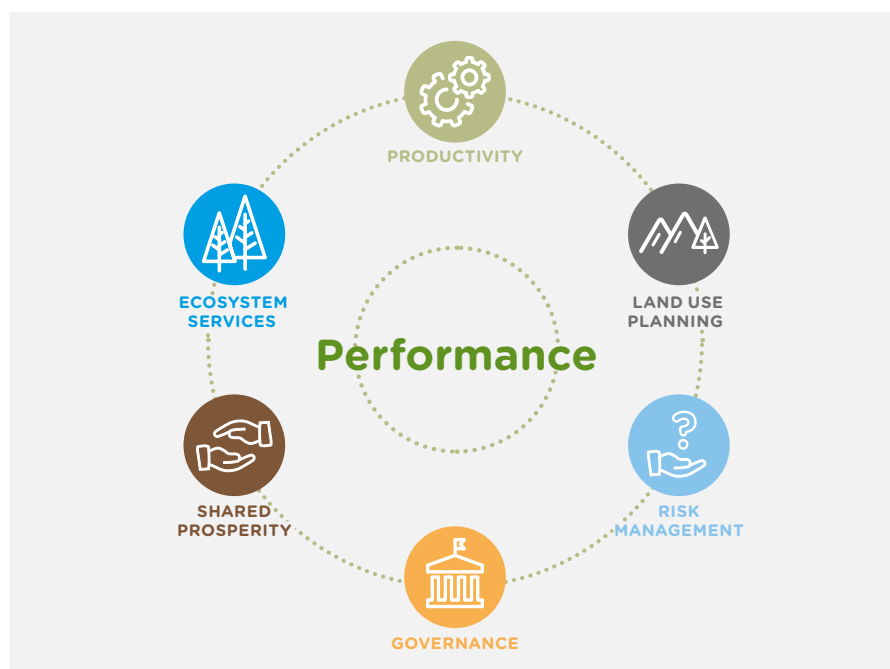 PRODUCTIVITY
ECOSYSTEM
SERVICES
LAND USE
PLANNING
Performance
SHARED
PROSPERITY
RISK
MANAGEMENT
GOVERNANCE